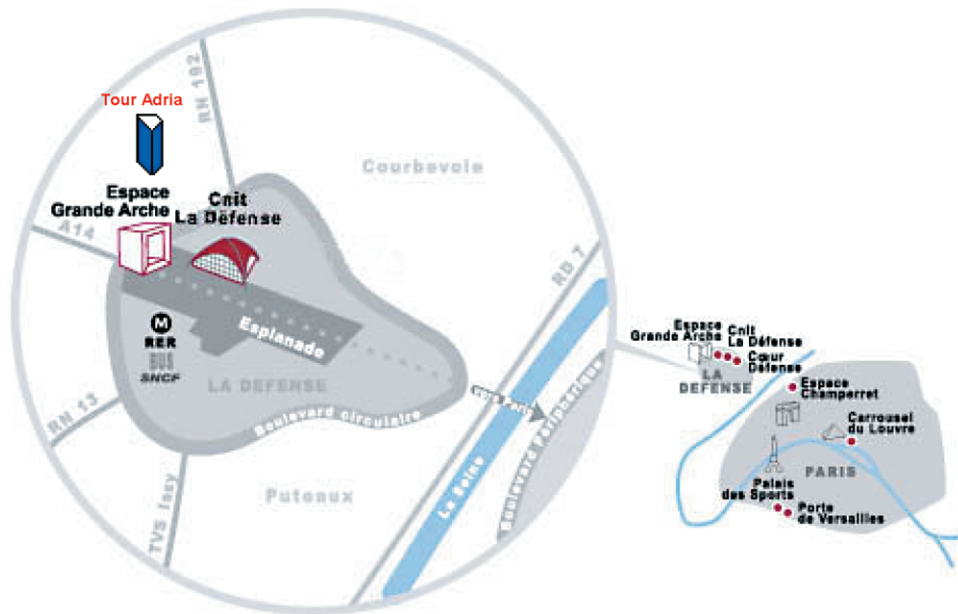 RN 192
Tour Adria
Courbevoie
Espace
Grande Arche
Cnit
La Défense
A14
RD 7
Esplanade
M
RER
BUS
SNCF
LA DEFENSE
Boulevard circulaire
vers Paris
RN 13
TVS Issy
Puteaux
La Seine
Boulevard Périphérique
Espace
Grande Arche
Cnit
La Défense
Cœur
Défense
LA
DEFENSE
Espace
Champerret
Carrousel
du Louvre
PARIS
Palais
des Sports
Porte
de Versailles